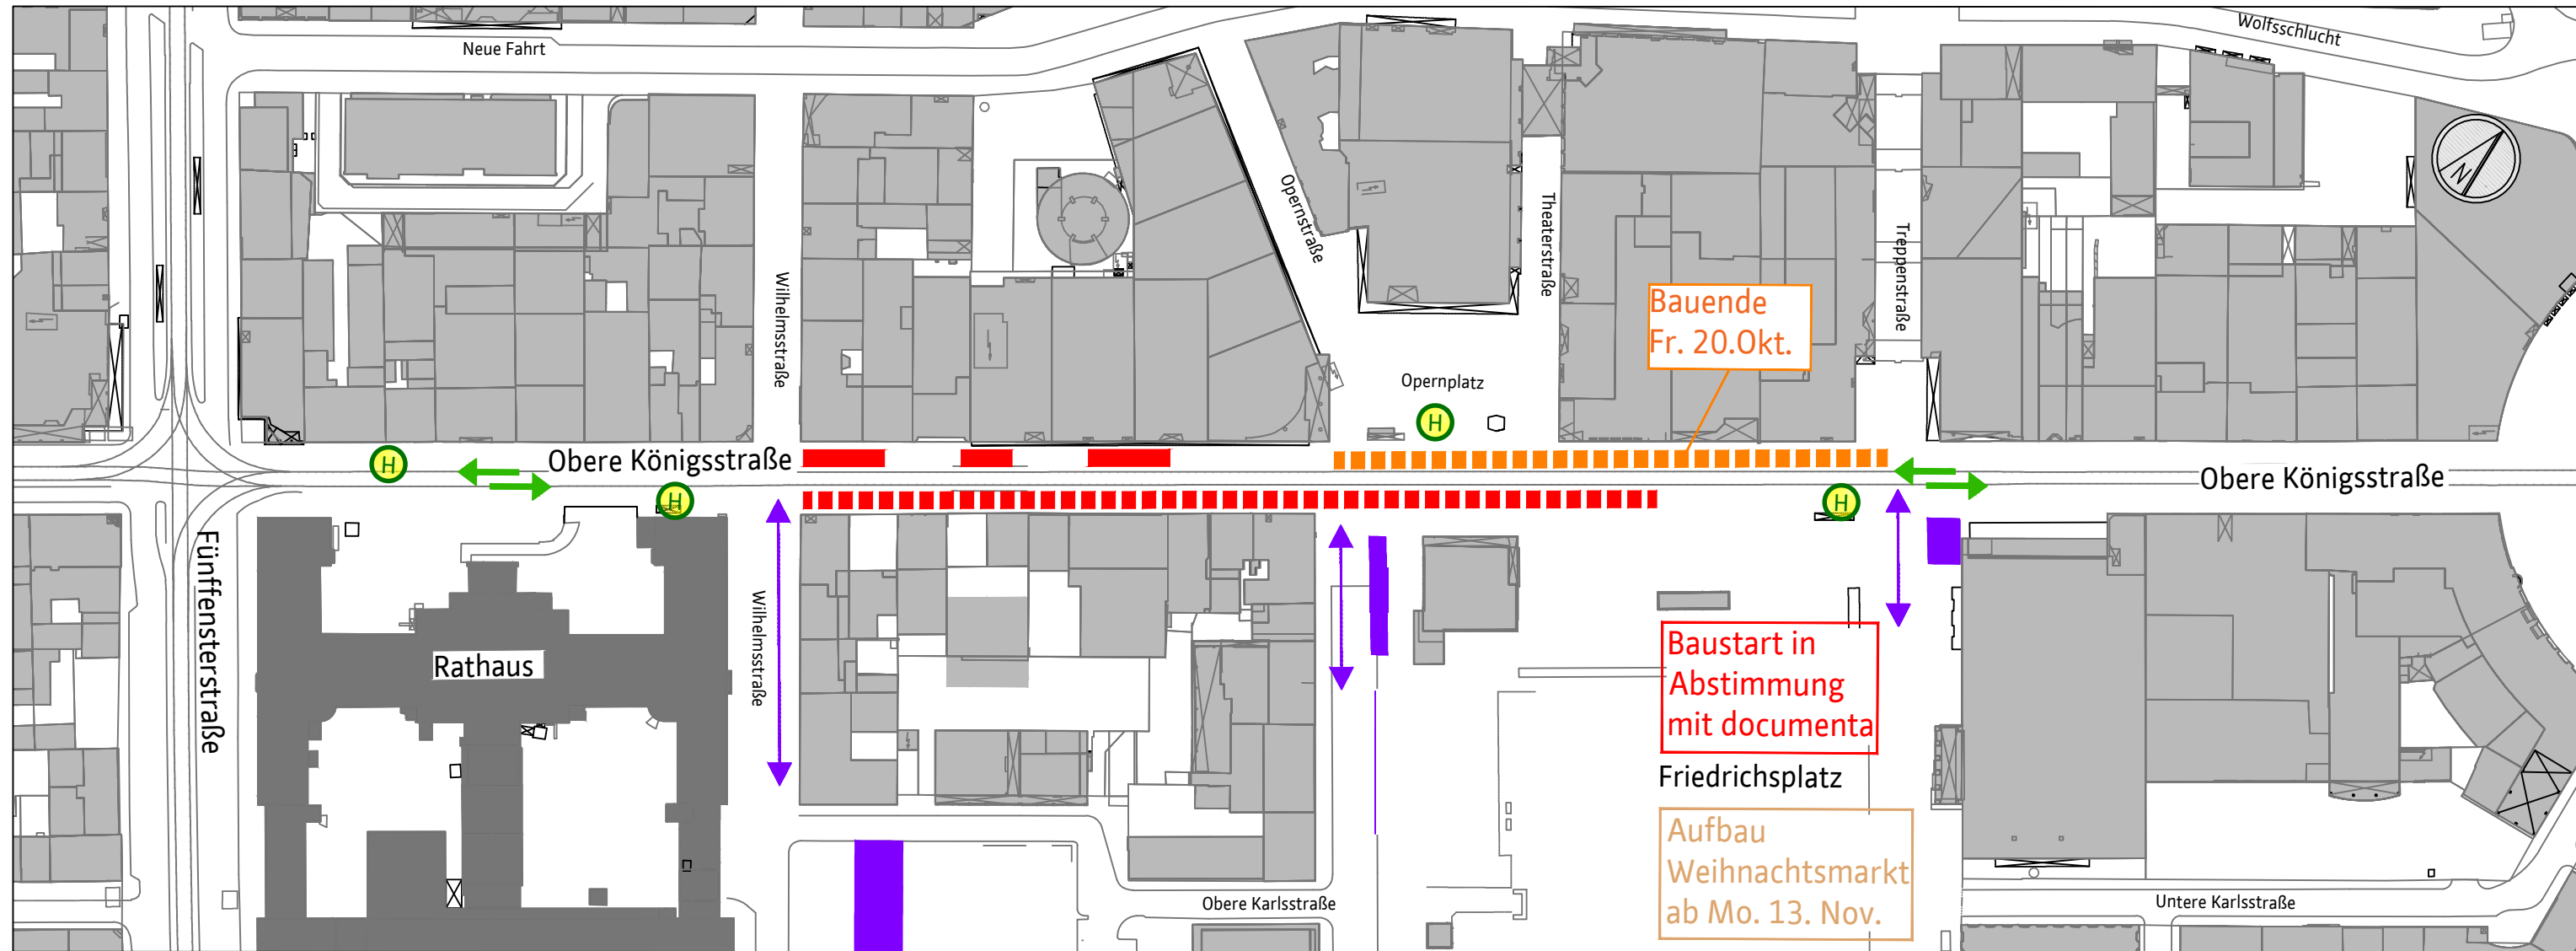 Neue Fahrt
Wolfsschlucht
N
Opernstraße
Theaterstraße
Treppenstraße
Wilhelmsstraße
Bauende
Fr. 20.Okt.
Opernplatz
H
H
Obere Königsstraße
Obere Königsstraße
H
H
Fünffensterstraße
Wilhelmsstraße
Rathaus
Baustart in
Abstimmung
mit documenta
Friedrichsplatz
Aufbau
Weihnachtsmarkt
ab Mo. 13. Nov.
Obere Karlsstraße
Untere Karlsstraße